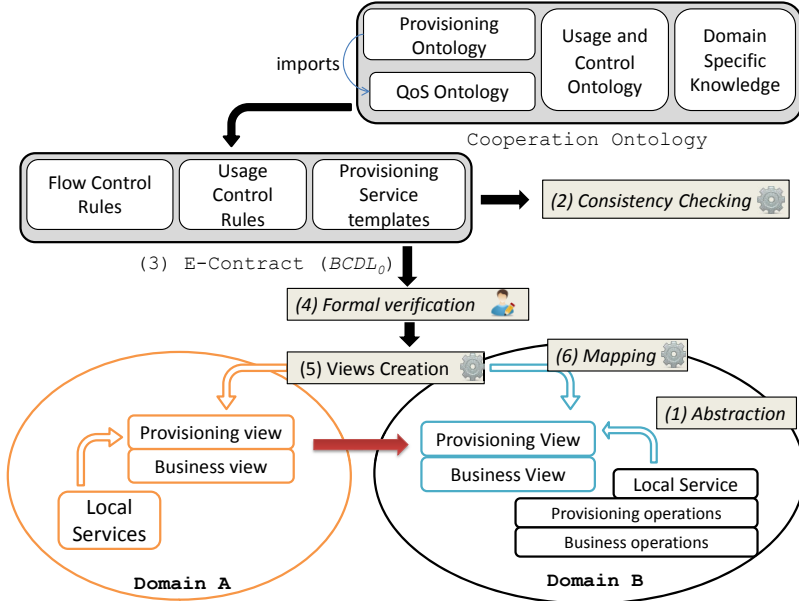 Provisioning
Ontology
imports
QoS Ontology
Usage and
Control
Ontology
Domain
Specific
Knowledge
Cooperation Ontology
Flow Control
Rules
Usage
Control
Rules
Provisioning
Service
templates
(2) Consistency Checking
(3) E-Contract (BCDL0)
(4) Formal verification
(5) Views Creation
(6) Mapping
(1) Abstraction
Provisioning view
Business view
Local
Services
Domain A
Provisioning View
Business View
Local Service
Provisioning operations
Business operations
Domain B